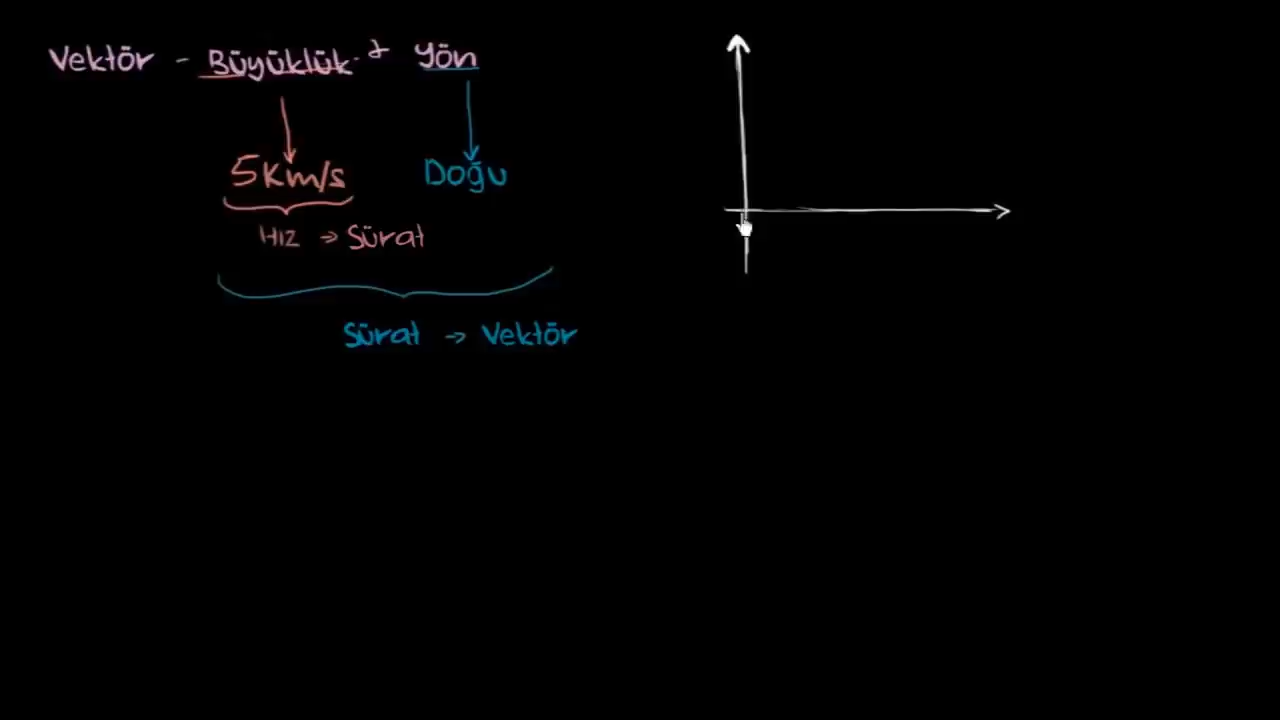 Vektör - Büyüklük + Yön
5km/s Doğu
Hız → Sürat
Sürat → Vektör